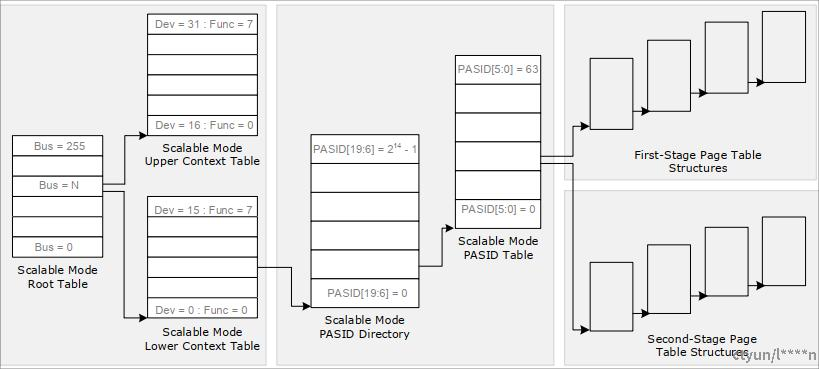 Dev = 31 : Func = 7
Dev = 16 : Func = 0
Scalable Mode
Upper Context Table
Bus = 255
Bus = N
Bus = 0
Scalable Mode
Root Table
Dev = 15 : Func = 7
Dev = 0 : Func = 0
Scalable Mode
Lower Context Table
PASID[19:6] = 2¹⁴ - 1
PASID[19:6] = 0
Scalable Mode
PASID Directory
PASID[5:0] = 63
PASID[5:0] = 0
Scalable Mode
PASID Table
First-Stage Page Table
Structures
Second-Stage Page
Table Structures
ctyun/l****n